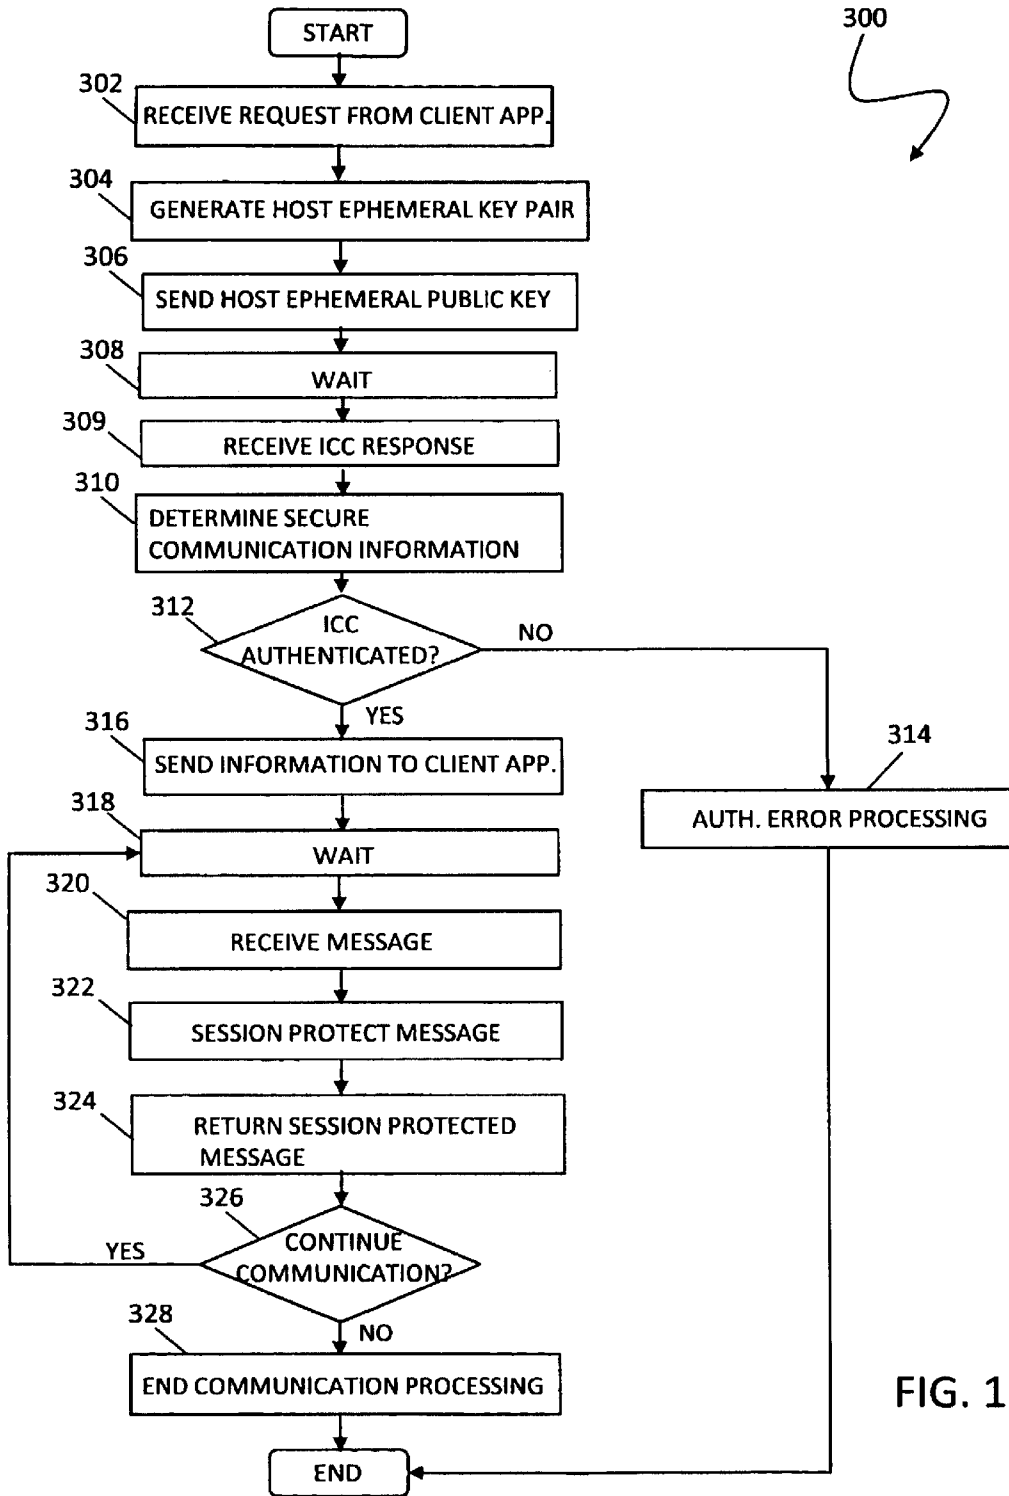 START
300
302
RECEIVE REQUEST FROM CLIENT APP.
304
GENERATE HOST EPHEMERAL KEY PAIR
306
SEND HOST EPHEMERAL PUBLIC KEY
308
WAIT
309
RECEIVE ICC RESPONSE
310
DETERMINE SECURE
COMMUNICATION INFORMATION
312
ICC
AUTHENTICATED?
NO
YES
316
SEND INFORMATION TO CLIENT APP.
314
AUTH. ERROR PROCESSING
318
WAIT
320
RECEIVE MESSAGE
322
SESSION PROTECT MESSAGE
324
RETURN SESSION PROTECTED
MESSAGE
326
CONTINUE
COMMUNICATION?
YES
NO
328
END COMMUNICATION PROCESSING
FIG. 1
END